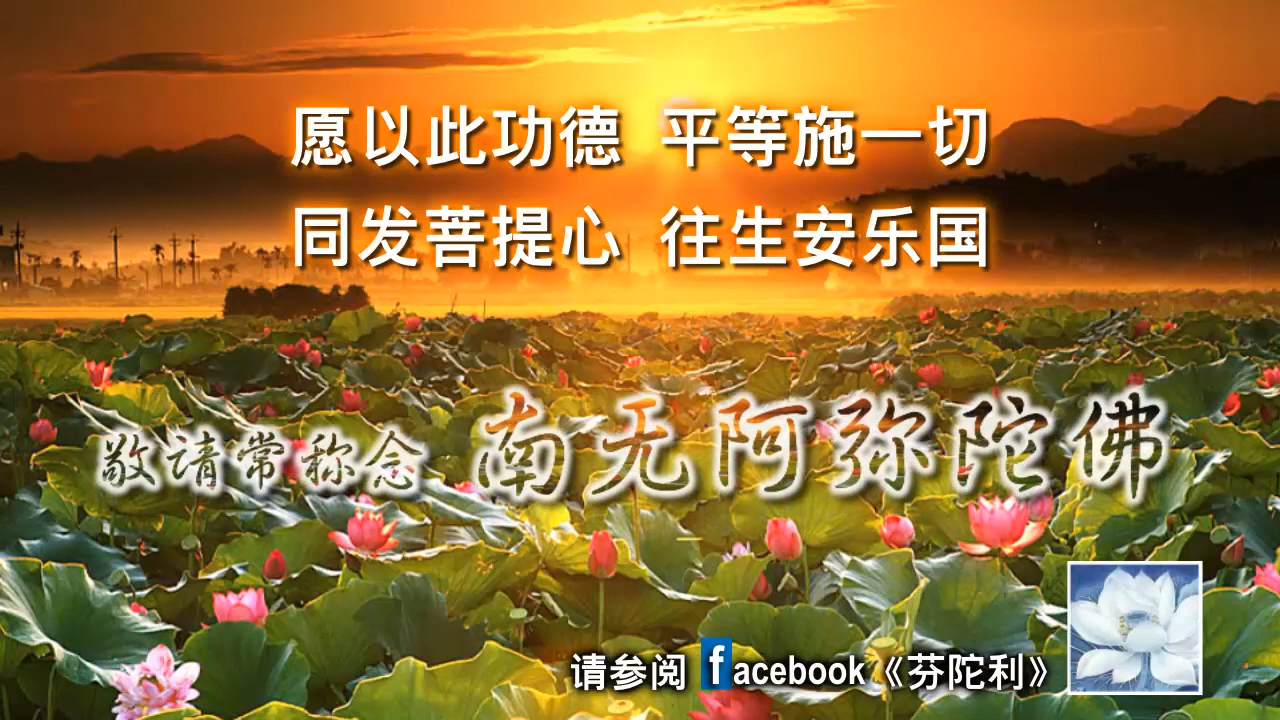 愿以此功德 平等施一切
同发菩提心 往生安乐国
敬请常称念 南无阿弥陀佛
请参阅 facebook《芬陀利》